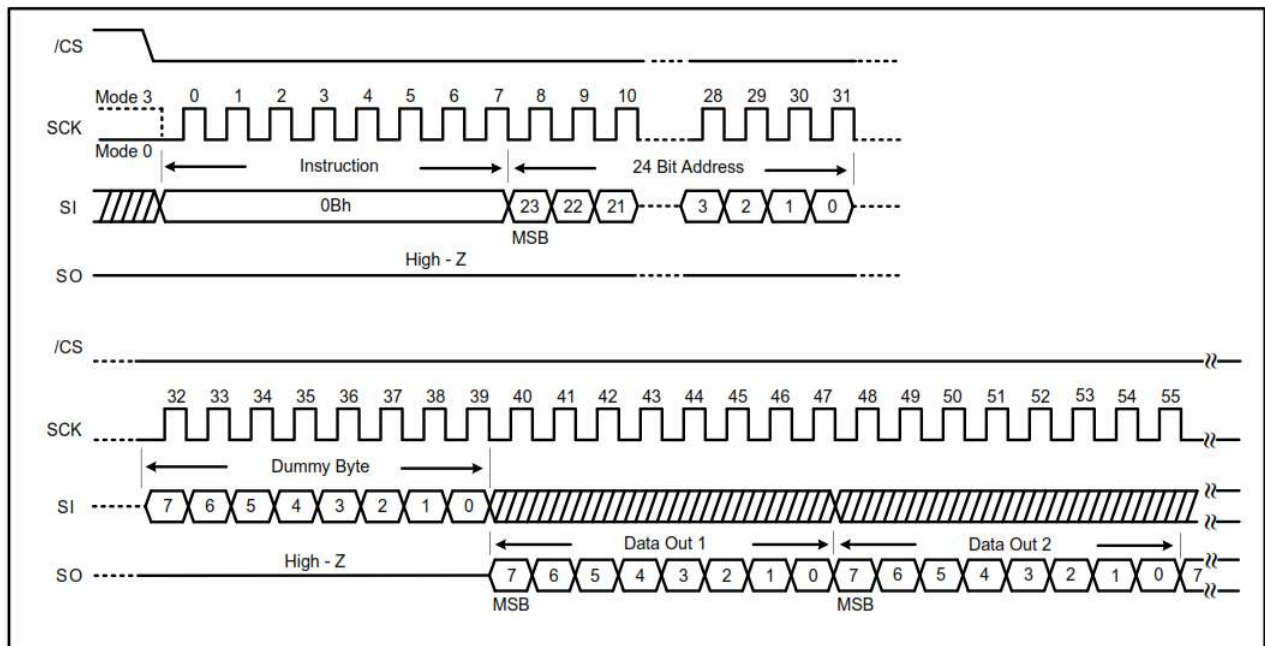 /CS
Mode 3 0 1 2 3 4 5 6 7 8 9 10 28 29 30 31
SCK
Mode 0
Instruction 24 Bit Address
SI 0Bh 23 22 21 3 2 1 0
MSB
High - Z
SO
/CS
32 33 34 35 36 37 38 39 40 41 42 43 44 45 46 47 48 49 50 51 52 53 54 55
SCK
Dummy Byte
SI 7 6 5 4 3 2 1 0
Data Out 1 Data Out 2
High - Z
SO 7 6 5 4 3 2 1 0 7 6 5 4 3 2 1 0 7
MSB MSB